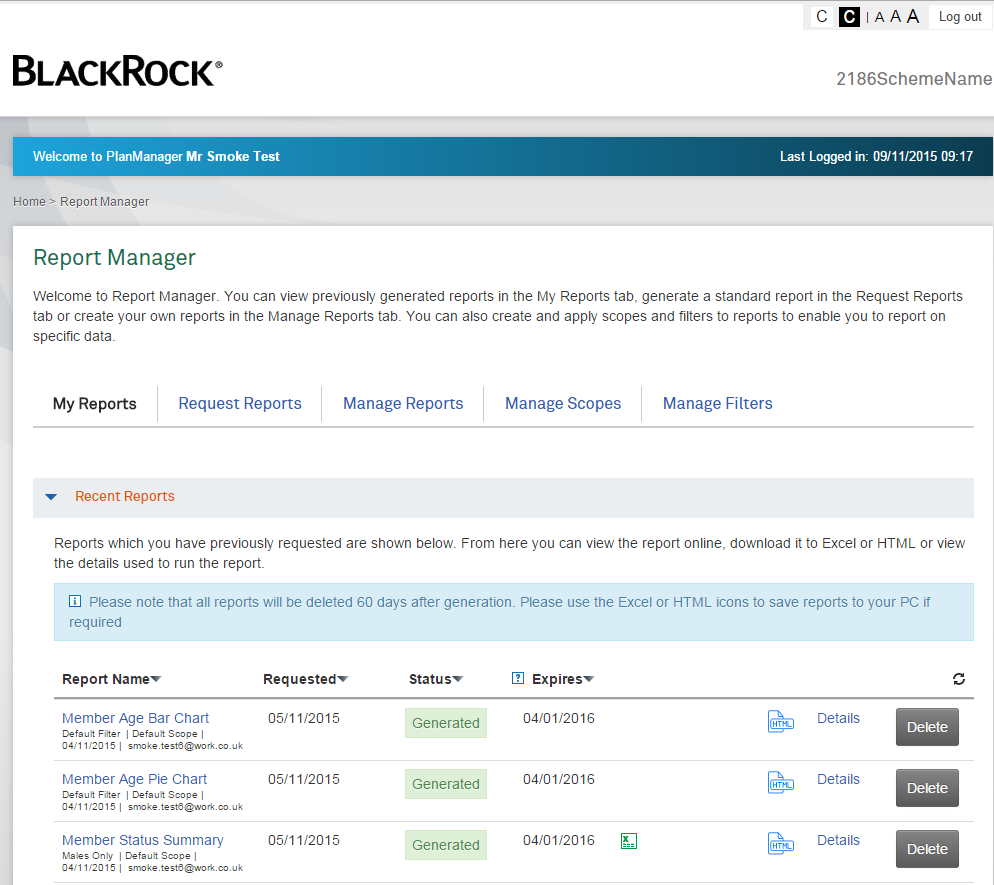 C C | A A A Log out
BLACKROCK®
2186SchemeName
Welcome to PlanManager Mr Smoke Test Last Logged in: 09/11/2015 09:17
Home > Report Manager
Report Manager
Welcome to Report Manager. You can view previously generated reports in the My Reports tab, generate a standard report in the Request Reports
tab or create your own reports in the Manage Reports tab. You can also create and apply scopes and filters to reports to enable you to report on
specific data.
My Reports Request Reports Manage Reports Manage Scopes Manage Filters
Recent Reports
Reports which you have previously requested are shown below. From here you can view the report online, download it to Excel or HTML or view
the details used to run the report.
i Please note that all reports will be deleted 60 days after generation. Please use the Excel or HTML icons to save reports to your PC if
required
Report Name Requested Status ? Expires
Member Age Bar Chart 05/11/2015 Generated 04/01/2016 HTML Details Delete
Default Filter | Default Scope |
04/11/2015 | smoke.test6@work.co.uk
Member Age Pie Chart 05/11/2015 Generated 04/01/2016 HTML Details Delete
Default Filter | Default Scope |
04/11/2015 | smoke.test6@work.co.uk
Member Status Summary 05/11/2015 Generated 04/01/2016 X HTML Details Delete
Males Only | Default Scope |
04/11/2015 | smoke.test6@work.co.uk